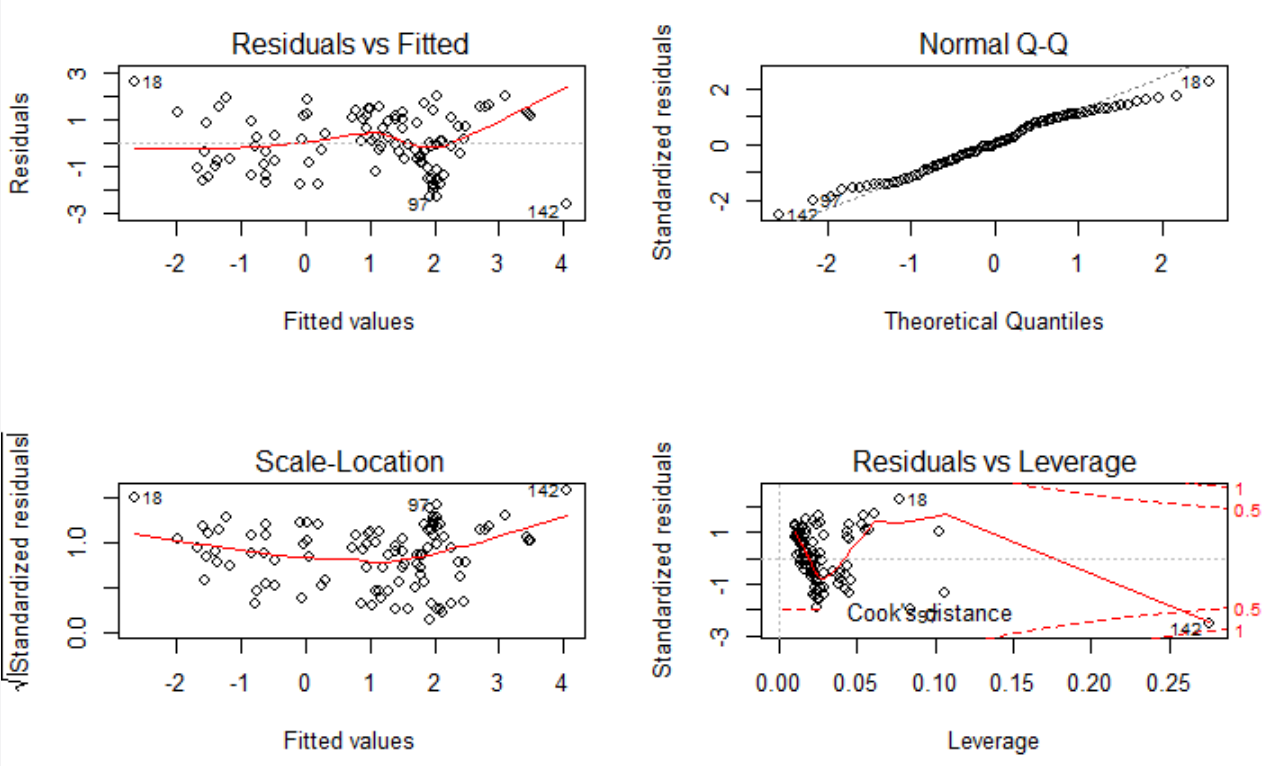 Residuals vs Fitted
Residuals
3
1
-1
-3
18
97
142
-2 -1 0 1 2 3 4
Fitted values
Normal Q-Q
Standardized residuals
2
0
-2
18
97
142
-2 -1 0 1 2
Theoretical Quantiles
Scale-Location
√|Standardized residuals|
1.0
0.0
18
97
142
-2 -1 0 1 2 3 4
Fitted values
Residuals vs Leverage
Standardized residuals
1
-1
-3
18
97
142
Cook's distance
1
0.5
0.5
1
0.00 0.05 0.10 0.15 0.20 0.25
Leverage